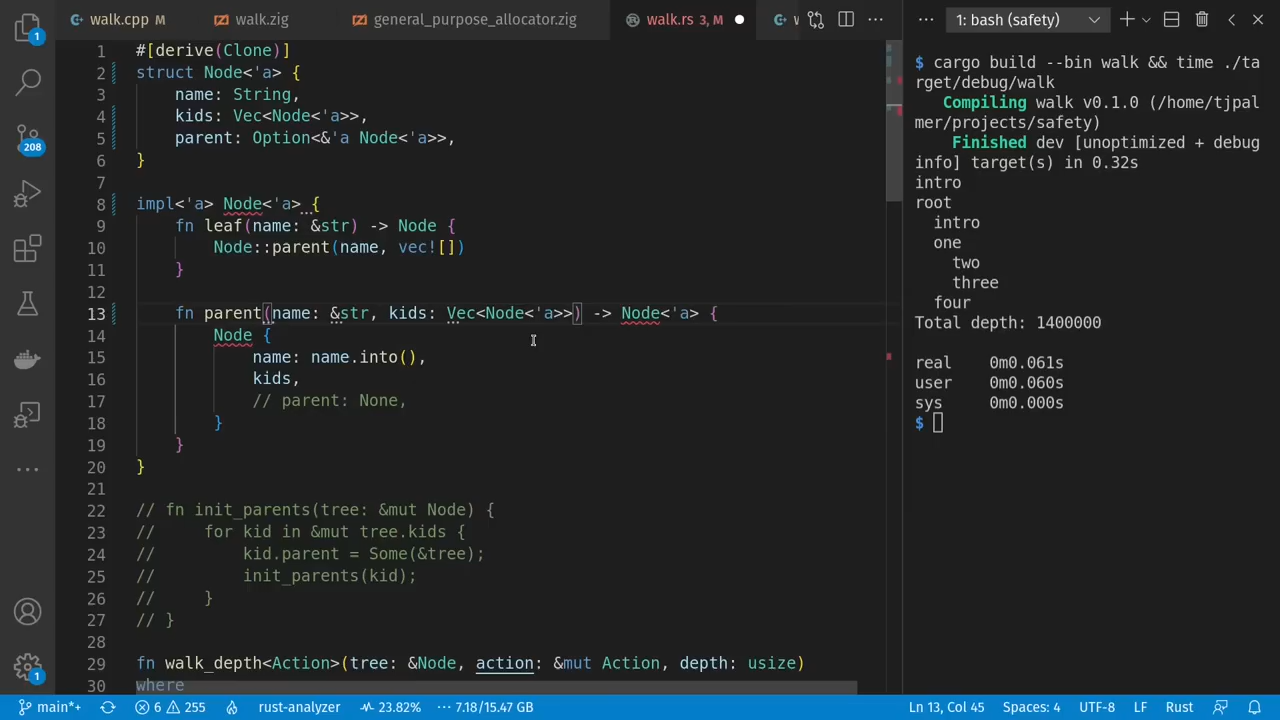 walk.cpp M walk.zig general_purpose_allocator.zig walk.rs 3, M
1: bash (safety)
1 #[derive(Clone)]
2 struct Node<'a> {
3 name: String,
4 kids: Vec<Node<'a>>,
5 parent: Option<&'a Node<'a>>,
6 }
7
8 impl<'a> Node<'a> {
9 fn leaf(name: &str) -> Node {
10 Node::parent(name, vec![])
11 }
12
13 fn parent(name: &str, kids: Vec<Node<'a>>) -> Node<'a> {
14 Node {
15 name: name.into(),
16 kids,
17 // parent: None,
18 }
19 }
20 }
21
22 // fn init_parents(tree: &mut Node) {
23 // for kid in &mut tree.kids {
24 // kid.parent = Some(&tree);
25 // init_parents(kid);
26 // }
27 // }
28
29 fn walk_depth<Action>(tree: &Node, action: &mut Action, depth: usize)
30 where
$ cargo build --bin walk && time ./ta
rget/debug/walk
Compiling walk v0.1.0 (/home/tjpal
mer/projects/safety)
Finished dev [unoptimized + debug
info] target(s) in 0.32s
intro
root
intro
one
two
three
four
Total depth: 1400000
real 0m0.061s
user 0m0.060s
sys 0m0.000s
$
1
208
1
main*+ 6 255 rust-analyzer 23.82% 7.18/15.47 GB Ln 13, Col 45 Spaces: 4 UTF-8 LF Rust